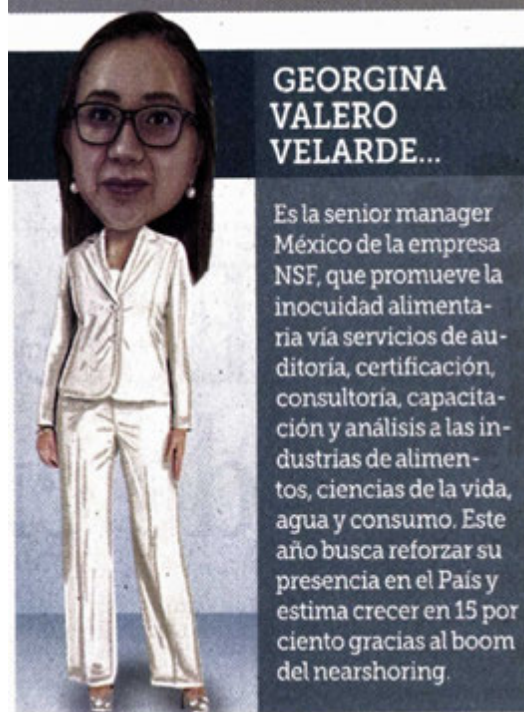 GEORGINA
VALERO
VELARDE...
Es la senior manager
México de la empresa
NSF, que promueve la
inocuidad alimenta-
ria vía servicios de au-
ditoría, certificación,
consultoría, capacita-
ción y análisis a las in-
dustrias de alimen-
tos, ciencias de la vida,
agua y consumo. Este
año busca reforzar su
presencia en el País y
estima crecer en 15 por
ciento gracias al boom
del nearshoring.